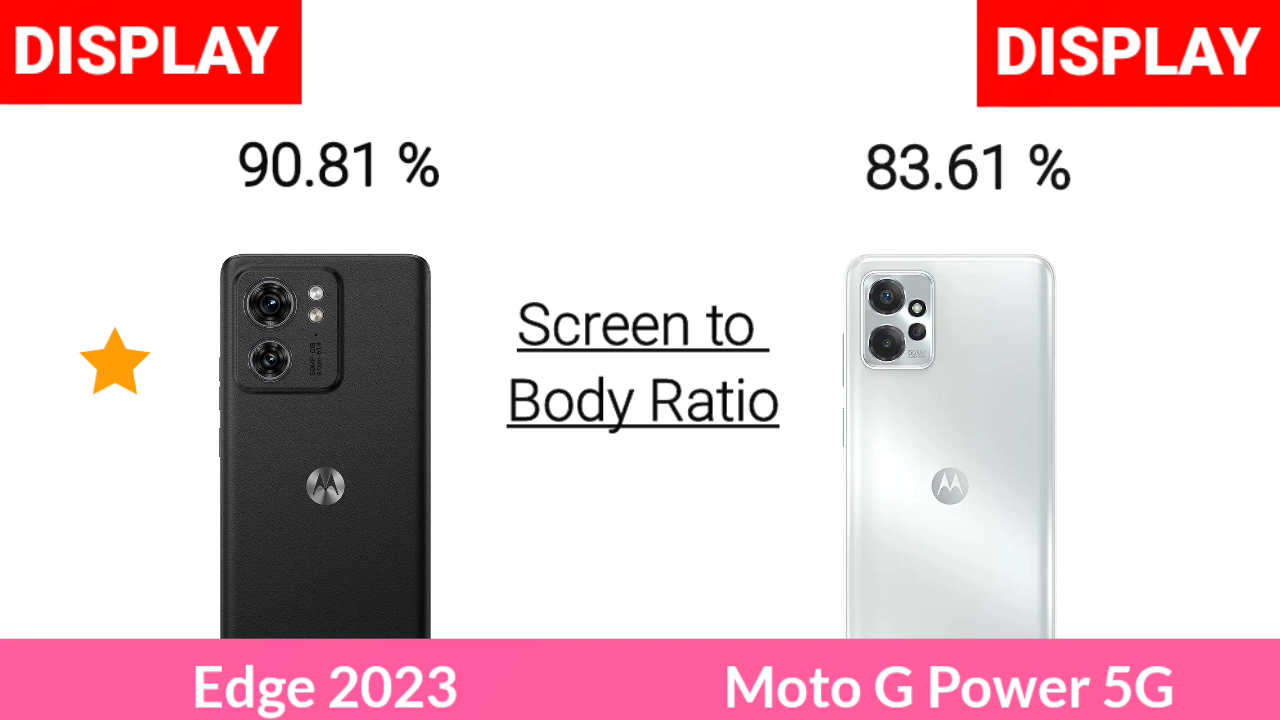 DISPLAY
DISPLAY
90.81 %
83.61 %
Screen to
Body Ratio
Edge 2023
Moto G Power 5G